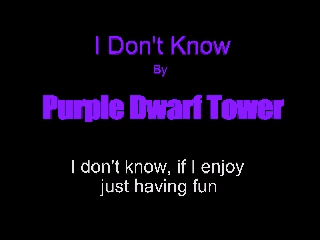 I Don't Know
By
Purple Dwarf Tower
I don't know, if I enjoy
just having fun